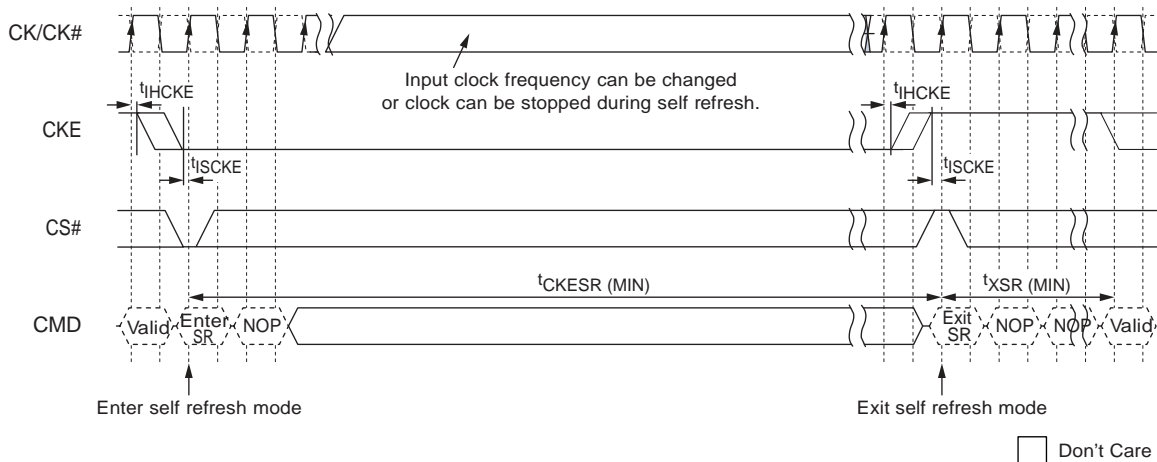 CK/CK#
Input clock frequency can be changed
or clock can be stopped during self refresh.
tIHCKE
tIHCKE
CKE
tISCKE
tISCKE
CS#
tCKESR (MIN)
tXSR (MIN)
CMD
Valid
Enter
SR
NOP
Exit
SR
NOP
NOP
Valid
Enter self refresh mode
Exit self refresh mode
Don't Care